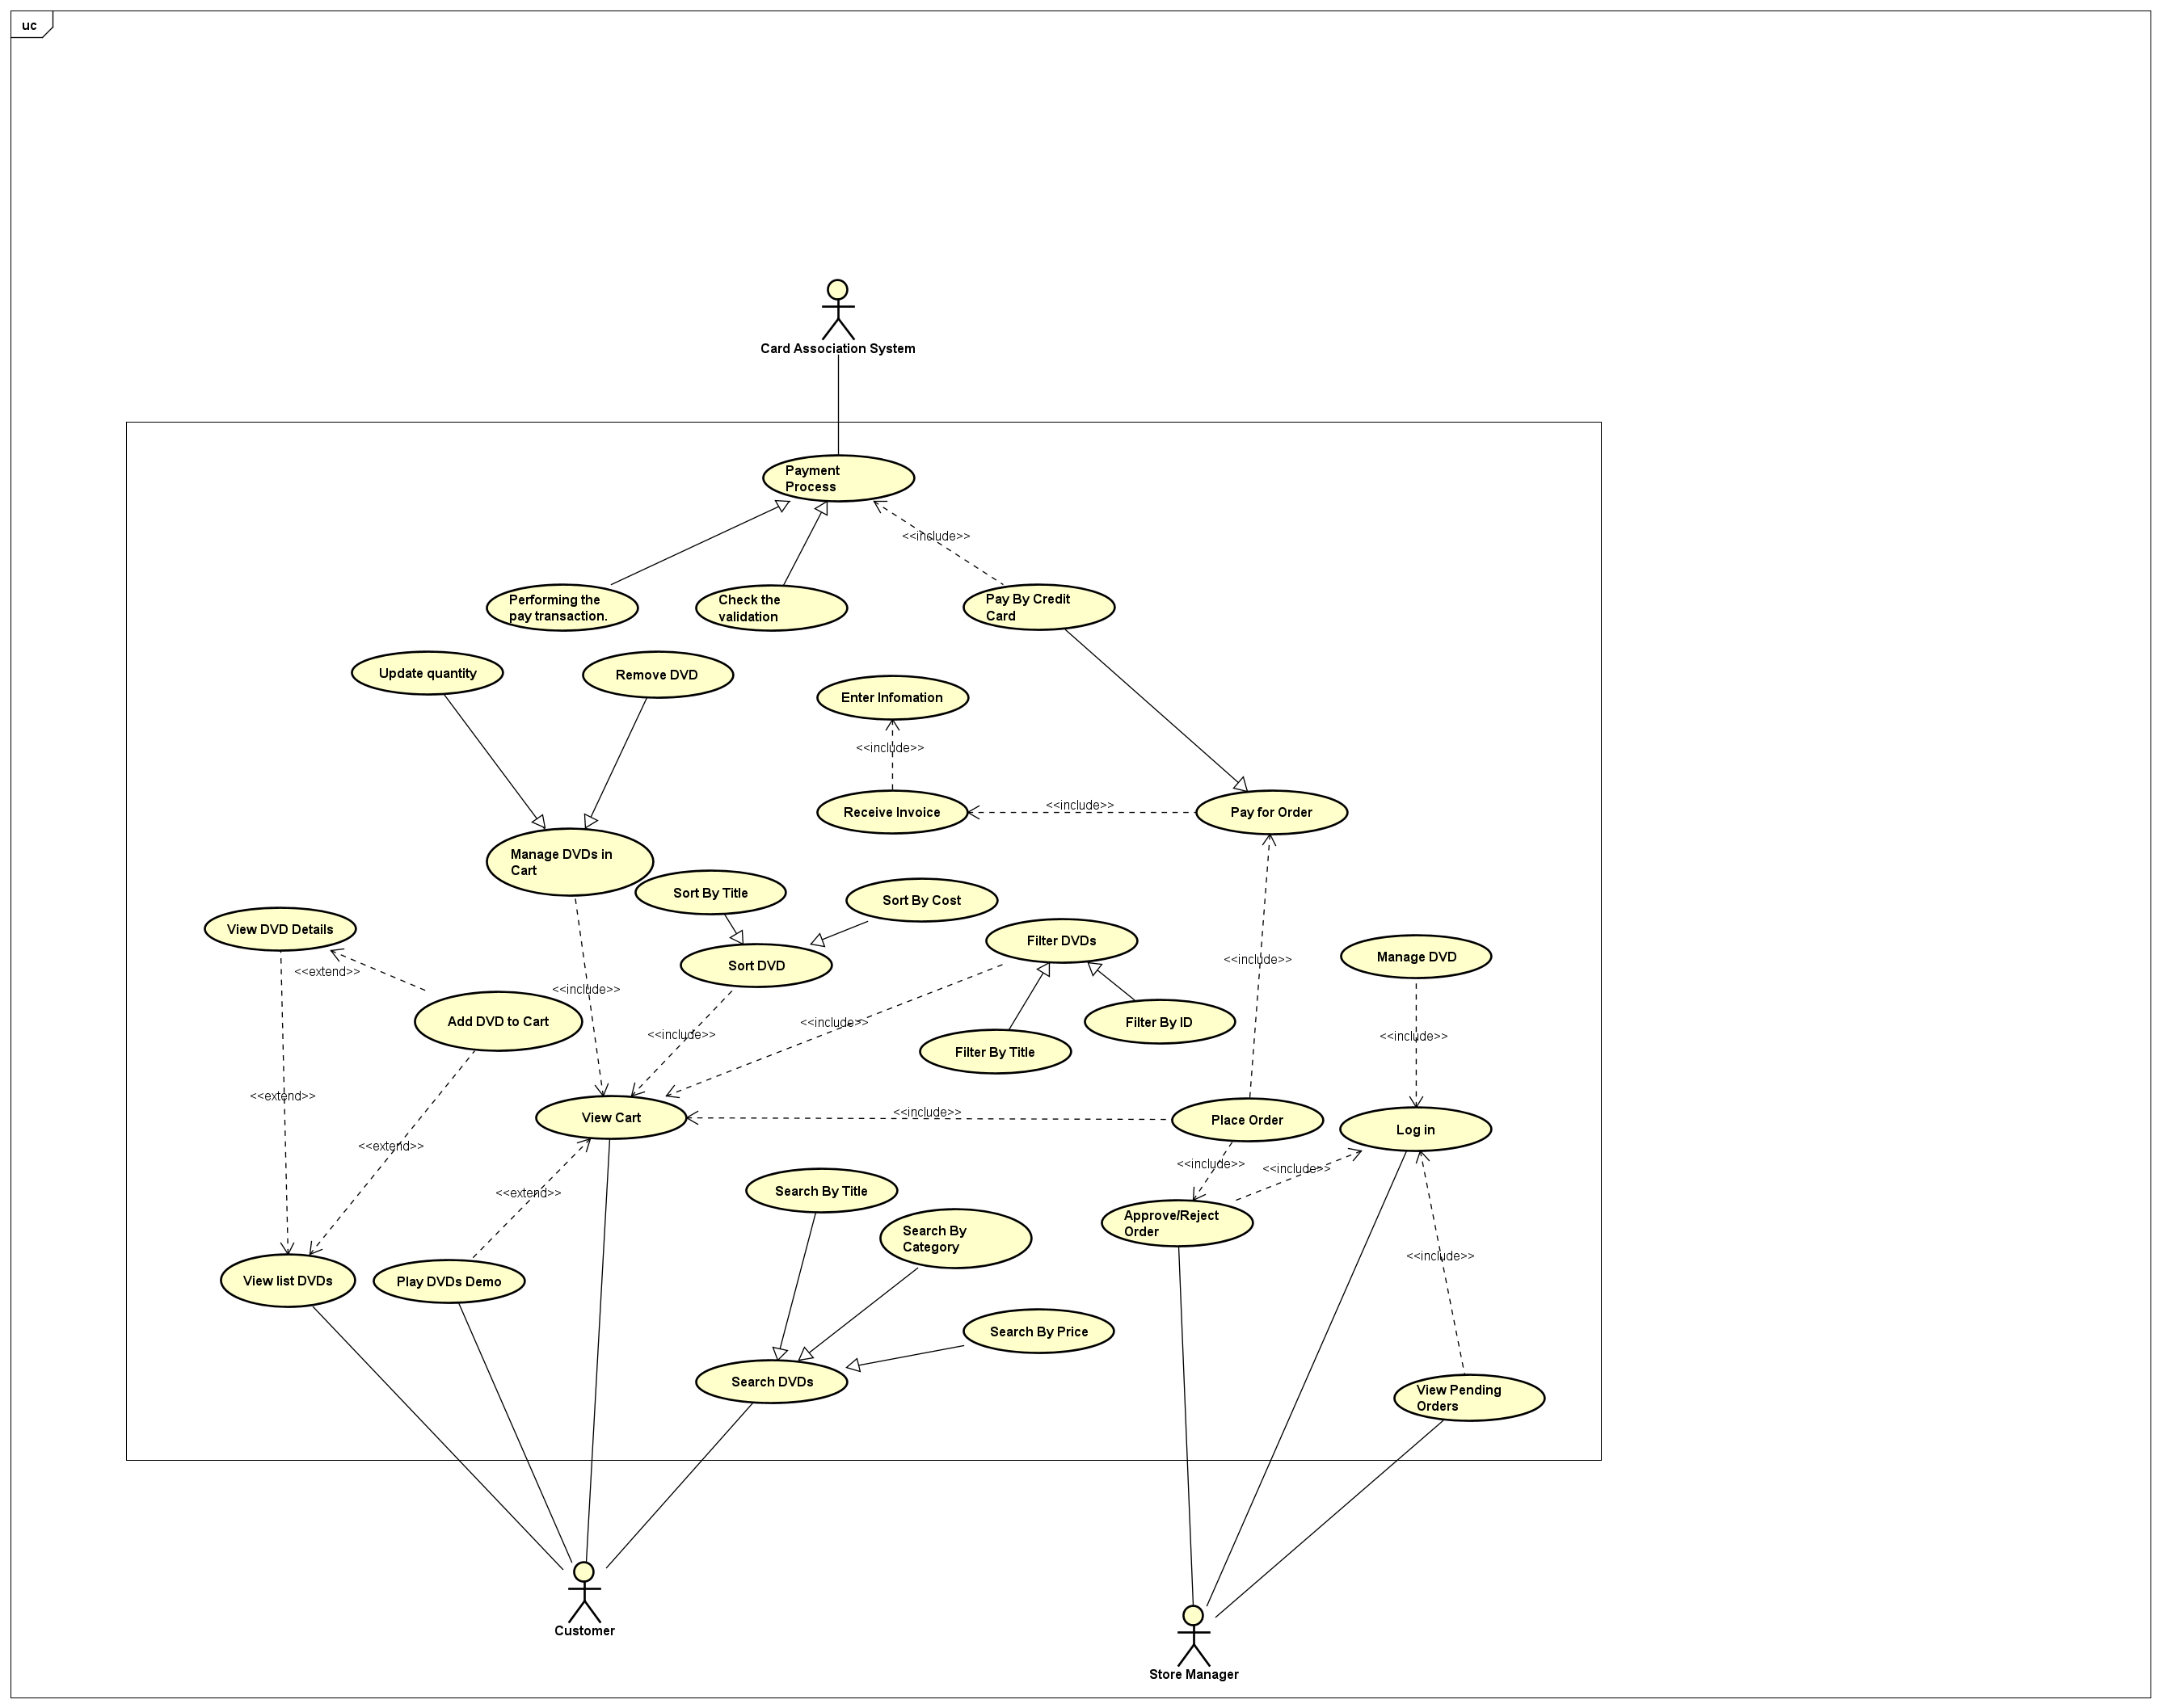 uc
Card Association System
Payment
Process
<<include>>
Performing the
pay transaction.
Check the
validation
Pay By Credit
Card
Update quantity
Remove DVD
Enter Infomation
<<include>>
Receive Invoice
<<include>>
Pay for Order
Manage DVDs in
Cart
Sort By Title
Sort By Cost
View DVD Details
Filter DVDs
Manage DVD
<<extend>>
Sort DVD
<<include>>
<<include>>
Add DVD to Cart
<<include>>
<<include>>
Filter By ID
<<include>>
Filter By Title
<<extend>>
View Cart
<<include>>
Place Order
Log in
<<extend>>
<<include>>
<<include>>
<<extend>>
Search By Title
Approve/Reject
Order
Search By
Category
<<include>>
View list DVDs
Play DVDs Demo
Search By Price
Search DVDs
View Pending
Orders
Customer
Store Manager